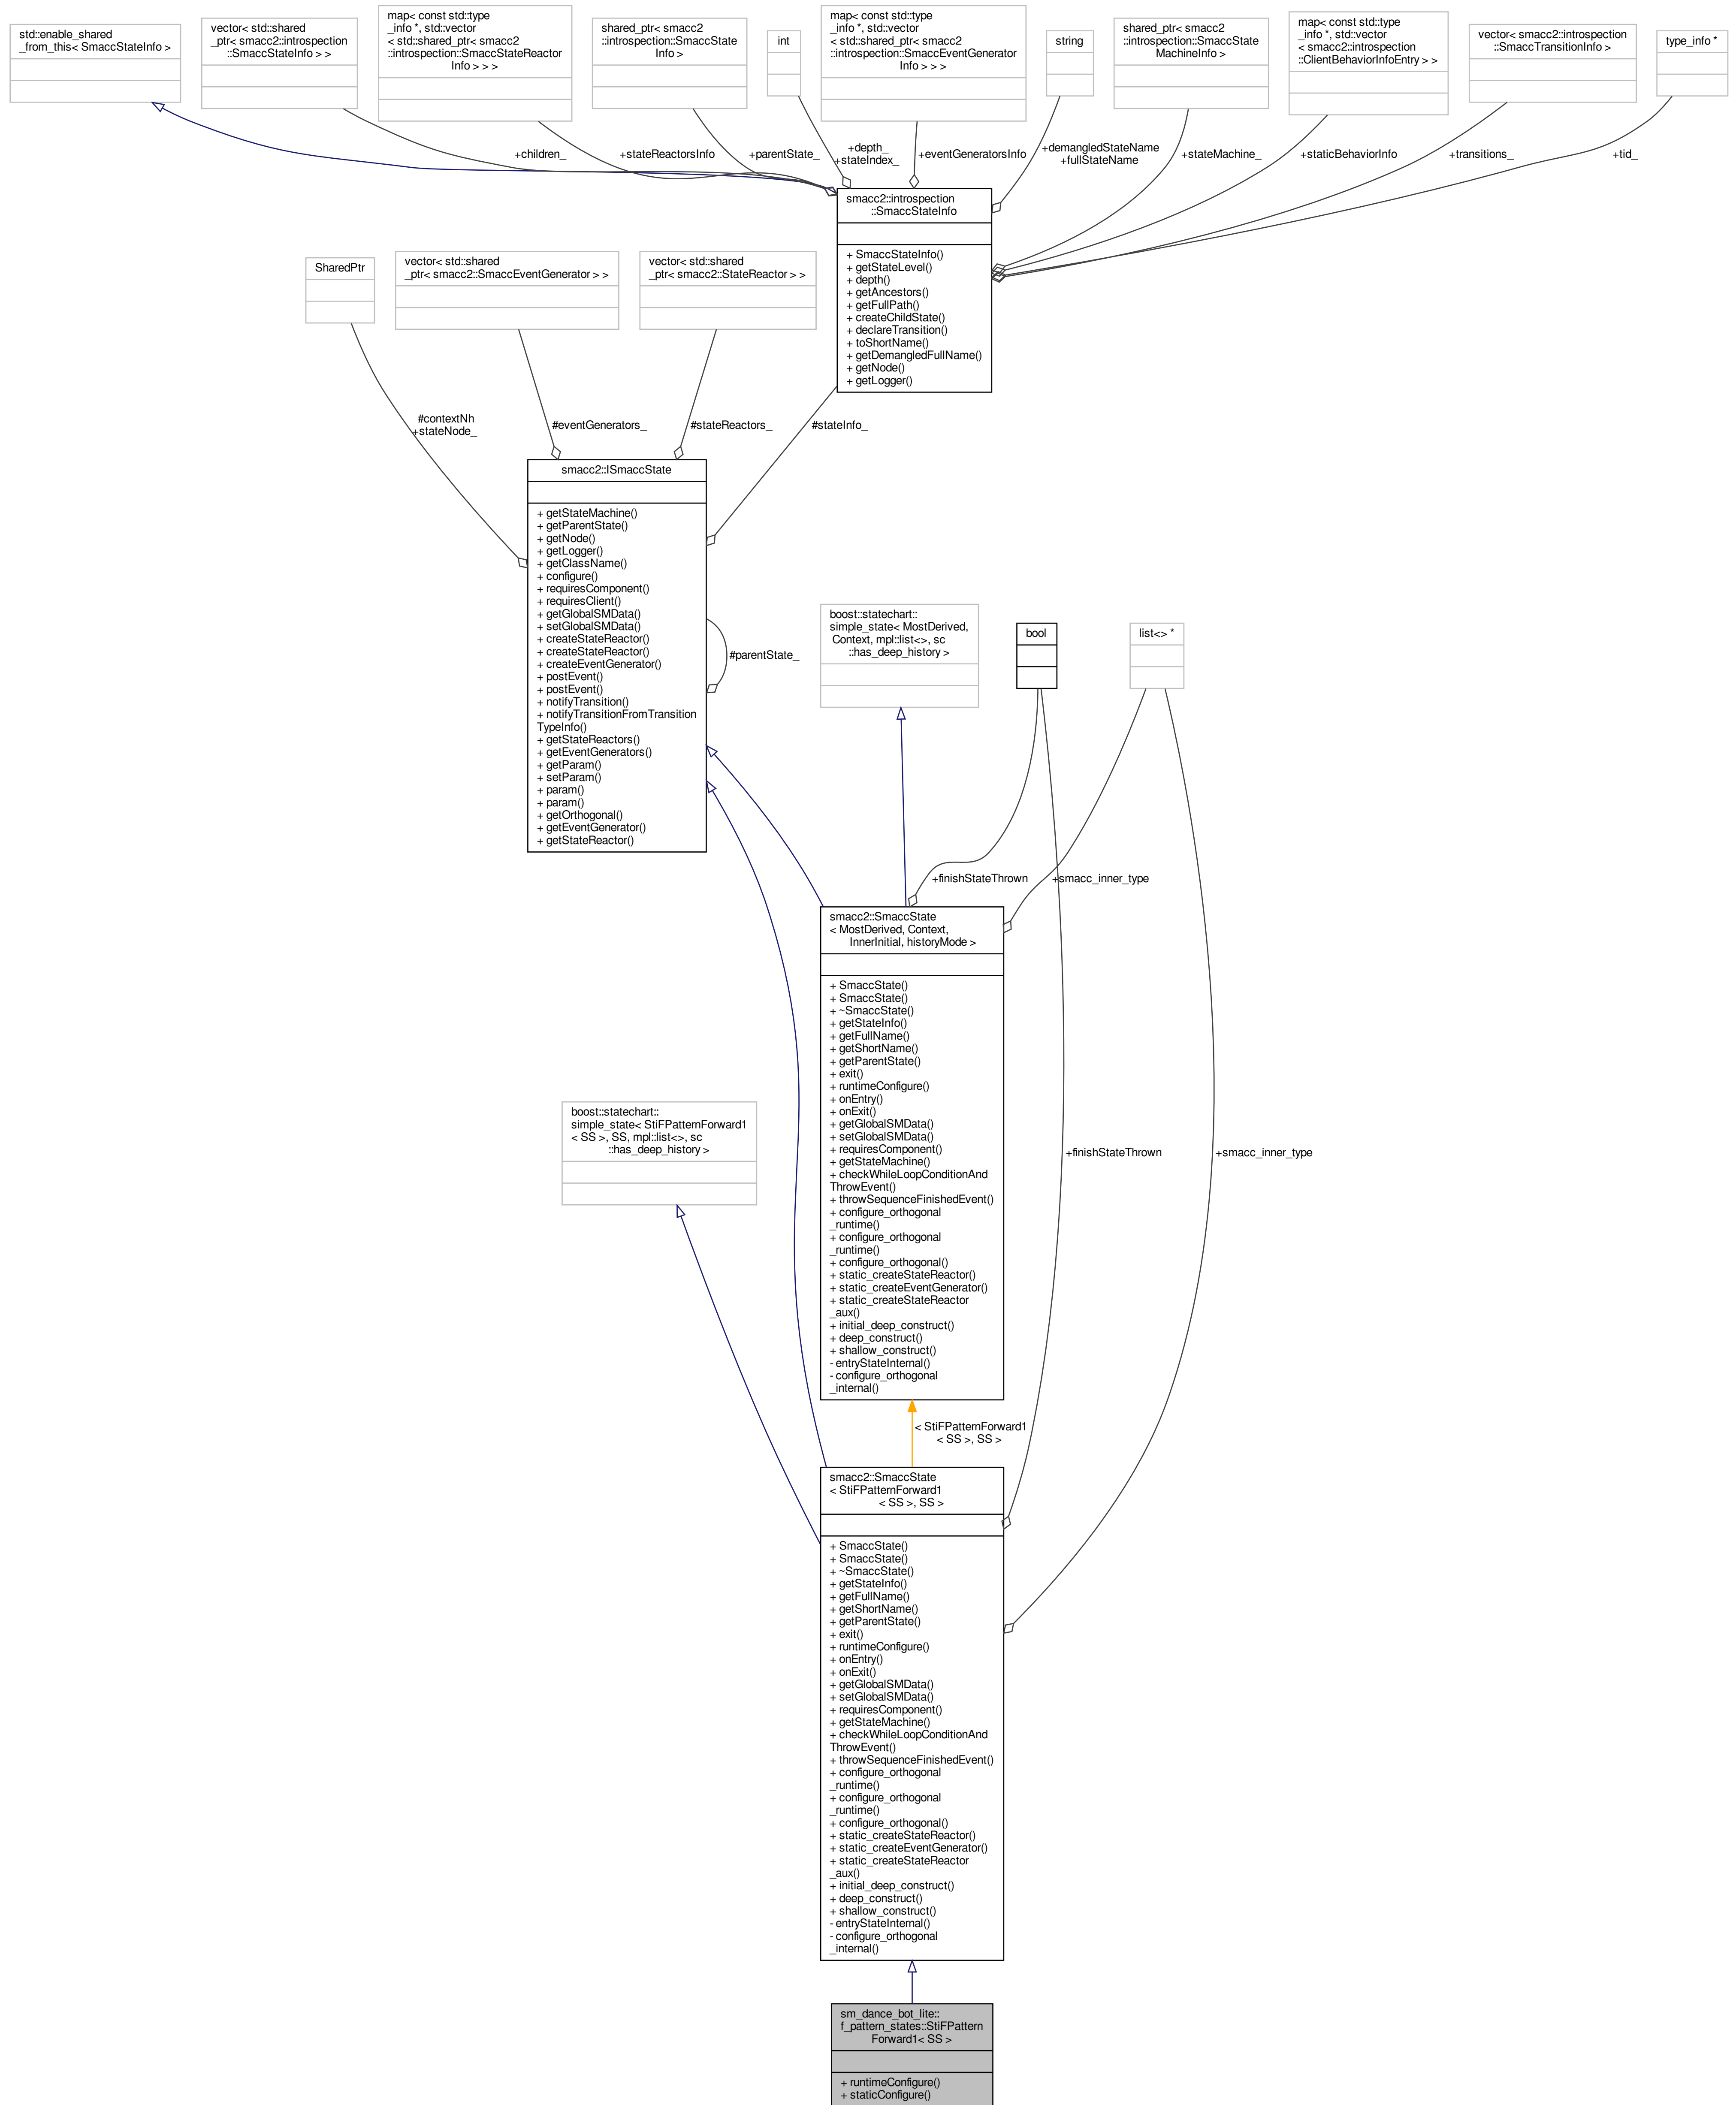 std::enable_shared
_from_this< SmaccStateInfo >
vector< std::shared
_ptr< smacc2::introspection
::SmaccStateInfo > >
map< const std::type
_info *, std::vector
< std::shared_ptr< smacc2
::introspection::SmaccStateReactor
Info > > >
shared_ptr< smacc2
::introspection::SmaccState
Info >
int
map< const std::type
_info *, std::vector
< std::shared_ptr< smacc2
::introspection::SmaccEventGenerator
Info > > >
string
shared_ptr< smacc2
::introspection::SmaccState
MachineInfo >
map< const std::type
_info *, std::vector
< smacc2::introspection
::ClientBehaviorInfoEntry > >
vector< smacc2::introspection
::SmaccTransitionInfo >
type_info *
+children_
+stateReactorsInfo
+parentState_
+depth_
+stateIndex_
+eventGeneratorsInfo
+demangledStateName
+fullStateName
+stateMachine_
+staticBehaviorInfo
+transitions_
+tid_
smacc2::introspection
::SmaccStateInfo
+ SmaccStateInfo()
+ getStateLevel()
+ depth()
+ getAncestors()
+ getFullPath()
+ createChildState()
+ declareTransition()
+ toShortName()
+ getDemangledFullName()
+ getNode()
+ getLogger()
SharedPtr
vector< std::shared
_ptr< smacc2::SmaccEventGenerator > >
vector< std::shared
_ptr< smacc2::StateReactor > >
#contextNh
+stateNode_
#eventGenerators_
#stateReactors_
#stateInfo_
smacc2::ISmaccState
+ getStateMachine()
+ getParentState()
+ getNode()
+ getLogger()
+ getClassName()
+ configure()
+ requiresComponent()
+ requiresClient()
+ getGlobalSMData()
+ setGlobalSMData()
+ createStateReactor()
+ createStateReactor()
+ createEventGenerator()
+ postEvent()
+ postEvent()
+ notifyTransition()
+ notifyTransitionFromTransition
TypeInfo()
+ getStateReactors()
+ getEventGenerators()
+ getParam()
+ setParam()
+ param()
+ param()
+ getOrthogonal()
+ getEventGenerator()
+ getStateReactor()
#parentState_
boost::statechart::
simple_state< MostDerived,
Context, mpl::list<>, sc
::has_deep_history >
bool
list<> *
+finishStateThrown
+smacc_inner_type
smacc2::SmaccState
< MostDerived, Context,
InnerInitial, historyMode >
+ SmaccState()
+ SmaccState()
+ ~SmaccState()
+ getStateInfo()
+ getFullName()
+ getShortName()
+ getParentState()
+ exit()
+ runtimeConfigure()
+ onEntry()
+ onExit()
+ getGlobalSMData()
+ setGlobalSMData()
+ requiresComponent()
+ getStateMachine()
+ checkWhileLoopConditionAnd
ThrowEvent()
+ throwSequenceFinishedEvent()
+ configure_orthogonal
_runtime()
+ configure_orthogonal
_runtime()
+ configure_orthogonal()
+ static_createStateReactor()
+ static_createEventGenerator()
+ static_createStateReactor
_aux()
+ initial_deep_construct()
+ deep_construct()
+ shallow_construct()
- entryStateInternal()
- configure_orthogonal
_internal()
boost::statechart::
simple_state< StiFPatternForward1
< SS >, SS, mpl::list<>, sc
::has_deep_history >
+finishStateThrown
+smacc_inner_type
< StiFPatternForward1
< SS >, SS >
smacc2::SmaccState
< StiFPatternForward1
< SS >, SS >
+ SmaccState()
+ SmaccState()
+ ~SmaccState()
+ getStateInfo()
+ getFullName()
+ getShortName()
+ getParentState()
+ exit()
+ runtimeConfigure()
+ onEntry()
+ onExit()
+ getGlobalSMData()
+ setGlobalSMData()
+ requiresComponent()
+ getStateMachine()
+ checkWhileLoopConditionAnd
ThrowEvent()
+ throwSequenceFinishedEvent()
+ configure_orthogonal
_runtime()
+ configure_orthogonal
_runtime()
+ configure_orthogonal()
+ static_createStateReactor()
+ static_createEventGenerator()
+ static_createStateReactor
_aux()
+ initial_deep_construct()
+ deep_construct()
+ shallow_construct()
- entryStateInternal()
- configure_orthogonal
_internal()
sm_dance_bot_lite::
f_pattern_states::StiFPattern
Forward1< SS >
+ runtimeConfigure()
+ staticConfigure()